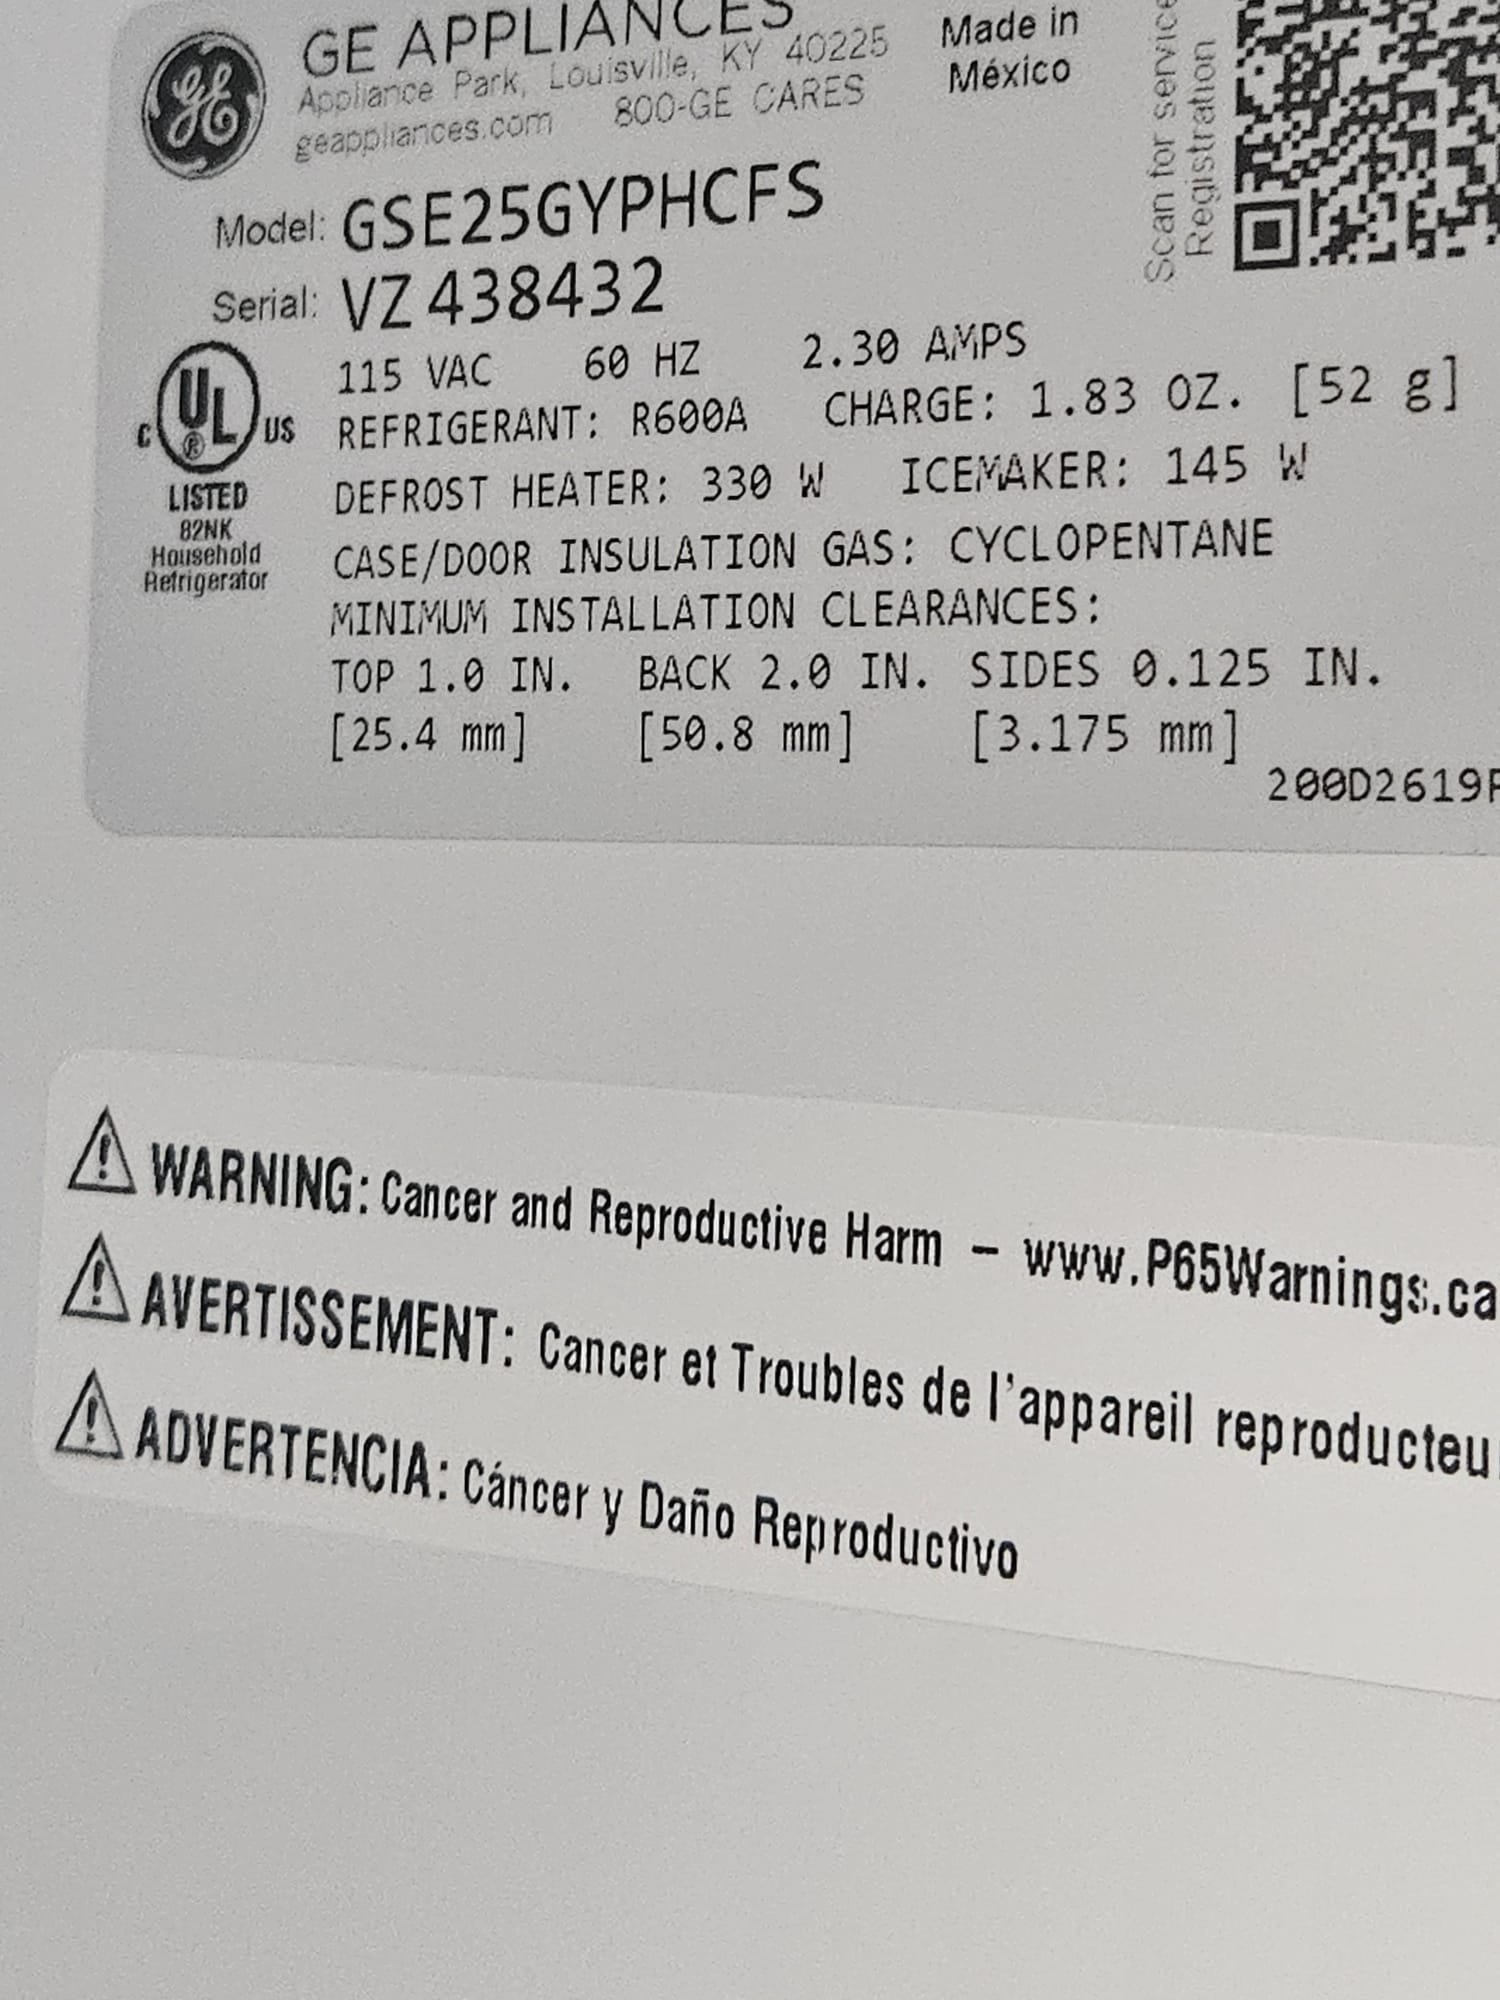 GE APPLIANCES
Appliance Park, Louisville, KY 40225
geappliances.com 800-GE CARES
Made in
México
Scan for service
Registration
Model: GSE25GYPHCFS
Serial: VZ 438432
115 VAC 60 HZ 2.30 AMPS
REFRIGERANT: R600A CHARGE: 1.83 OZ. [52 g]
DEFROST HEATER: 330 W ICEMAKER: 145 W
CASE/DOOR INSULATION GAS: CYCLOPENTANE
MINIMUM INSTALLATION CLEARANCES:
TOP 1.0 IN. BACK 2.0 IN. SIDES 0.125 IN.
[25.4 mm] [50.8 mm] [3.175 mm]
200D2619P
GE
C UL US
®
LISTED
82NK
Household
Refrigerator
⚠ WARNING: Cancer and Reproductive Harm – www.P65Warnings.ca
⚠ AVERTISSEMENT: Cancer et Troubles de l'appareil reproducteu
⚠ ADVERTENCIA: Cáncer y Daño Reproductivo